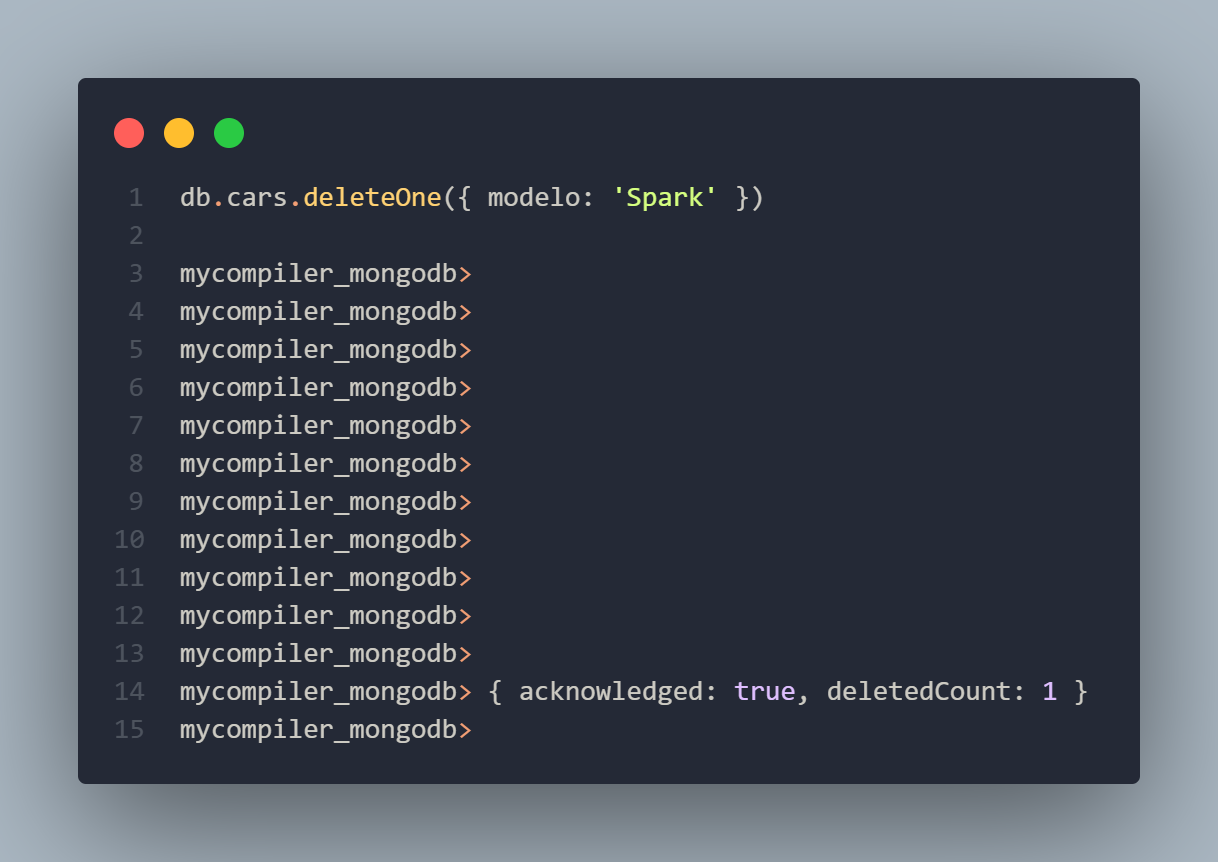 1 db.cars.deleteOne({ modelo: 'Spark' })
2
3 mycompiler_mongodb>
4 mycompiler_mongodb>
5 mycompiler_mongodb>
6 mycompiler_mongodb>
7 mycompiler_mongodb>
8 mycompiler_mongodb>
9 mycompiler_mongodb>
10 mycompiler_mongodb>
11 mycompiler_mongodb>
12 mycompiler_mongodb>
13 mycompiler_mongodb>
14 mycompiler_mongodb> { acknowledged: true, deletedCount: 1 }
15 mycompiler_mongodb>